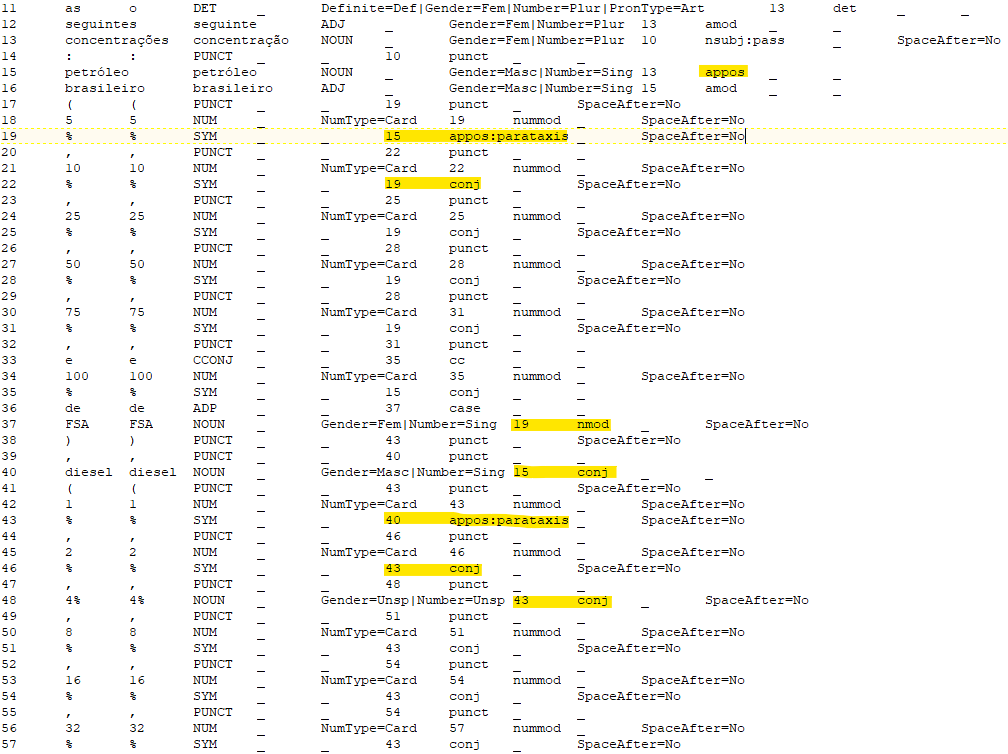 11 as o DET _ Definite=Def|Gender=Fem|Number=Plur|PronType=Art 13 det _ _
12 seguintes seguinte ADJ _ Gender=Fem|Number=Plur 13 amod _ _
13 concentrações concentração NOUN _ Gender=Fem|Number=Plur 10 nsubj:pass _ SpaceAfter=No
14 : : PUNCT _ _ 10 punct _ _
15 petróleo petróleo NOUN _ Gender=Masc|Number=Sing 13 appos _ _
16 brasileiro brasileiro ADJ _ Gender=Masc|Number=Sing 15 amod _ _
17 ( ( PUNCT _ _ 19 punct _ SpaceAfter=No
18 5 5 NUM _ NumType=Card 19 nummod _ SpaceAfter=No
19 % % SYM _ _ 15 appos:parataxis _ SpaceAfter=No
20 , , PUNCT _ _ 22 punct _ _
21 10 10 NUM _ NumType=Card 22 nummod _ SpaceAfter=No
22 % % SYM _ _ 19 conj _ SpaceAfter=No
23 , , PUNCT _ _ 25 punct _ _
24 25 25 NUM _ NumType=Card 25 nummod _ SpaceAfter=No
25 % % SYM _ _ 19 conj _ SpaceAfter=No
26 , , PUNCT _ _ 28 punct _ _
27 50 50 NUM _ NumType=Card 28 nummod _ SpaceAfter=No
28 % % SYM _ _ 19 conj _ SpaceAfter=No
29 , , PUNCT _ _ 28 punct _ _
30 75 75 NUM _ NumType=Card 31 nummod _ SpaceAfter=No
31 % % SYM _ _ 19 conj _ SpaceAfter=No
32 , , PUNCT _ _ 31 punct _ _
33 e e CCONJ _ _ 35 cc _ _
34 100 100 NUM _ NumType=Card 35 nummod _ SpaceAfter=No
35 % % SYM _ _ 15 conj _ _
36 de de ADP _ _ 37 case _ _
37 FSA FSA NOUN _ Gender=Fem|Number=Sing 19 nmod _ SpaceAfter=No
38 ) ) PUNCT _ _ 43 punct _ SpaceAfter=No
39 , , PUNCT _ _ 40 punct _ _
40 diesel diesel NOUN _ Gender=Masc|Number=Sing 15 conj _ _
41 ( ( PUNCT _ _ 43 punct _ SpaceAfter=No
42 1 1 NUM _ NumType=Card 43 nummod _ SpaceAfter=No
43 % % SYM _ _ 40 appos:parataxis _ SpaceAfter=No
44 , , PUNCT _ _ 46 punct _ _
45 2 2 NUM _ NumType=Card 46 nummod _ SpaceAfter=No
46 % % SYM _ _ 43 conj _ SpaceAfter=No
47 , , PUNCT _ _ 48 punct _ _
48 4% 4% NOUN _ Gender=Unsp|Number=Unsp 43 conj _ SpaceAfter=No
49 , , PUNCT _ _ 51 punct _ _
50 8 8 NUM _ NumType=Card 51 nummod _ SpaceAfter=No
51 % % SYM _ _ 43 conj _ SpaceAfter=No
52 , , PUNCT _ _ 54 punct _ _
53 16 16 NUM _ NumType=Card 54 nummod _ SpaceAfter=No
54 % % SYM _ _ 43 conj _ SpaceAfter=No
55 , , PUNCT _ _ 54 punct _ _
56 32 32 NUM _ NumType=Card 57 nummod _ SpaceAfter=No
57 % % SYM _ _ 43 conj _ SpaceAfter=No